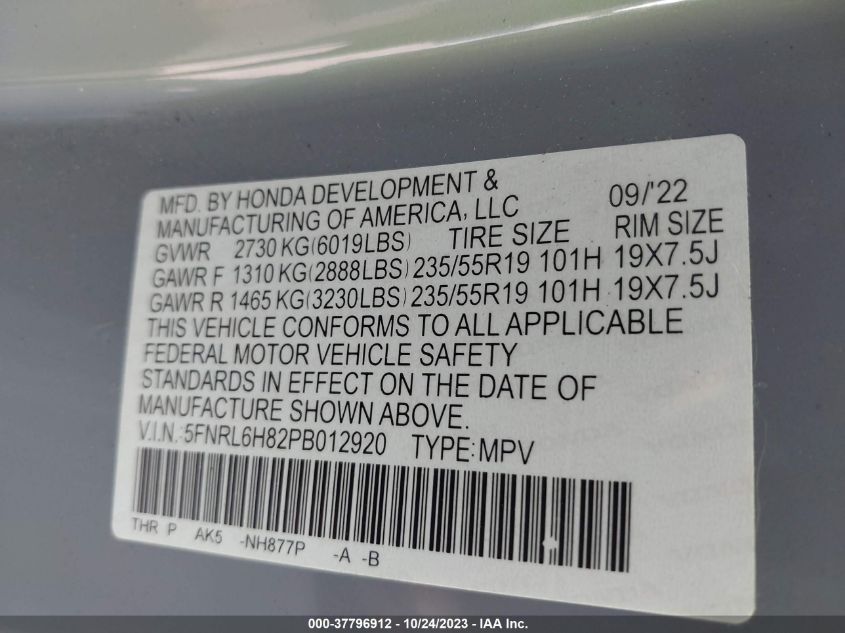 MFD. BY HONDA DEVELOPMENT &
MANUFACTURING OF AMERICA, LLC 09/'22
GVWR 2730 KG(6019LBS) TIRE SIZE RIM SIZE
GAWR F 1310 KG(2888LBS) 235/55R19 101H 19X7.5J
GAWR R 1465 KG(3230LBS) 235/55R19 101H 19X7.5J
THIS VEHICLE CONFORMS TO ALL APPLICABLE
FEDERAL MOTOR VEHICLE SAFETY
STANDARDS IN EFFECT ON THE DATE OF
MANUFACTURE SHOWN ABOVE.
V.I.N.:5FNRL6H82PB012920 TYPE:MPV
THR P AK5 -NH877P -A -B
000-37796912 - 10/24/2023 - IAA Inc.